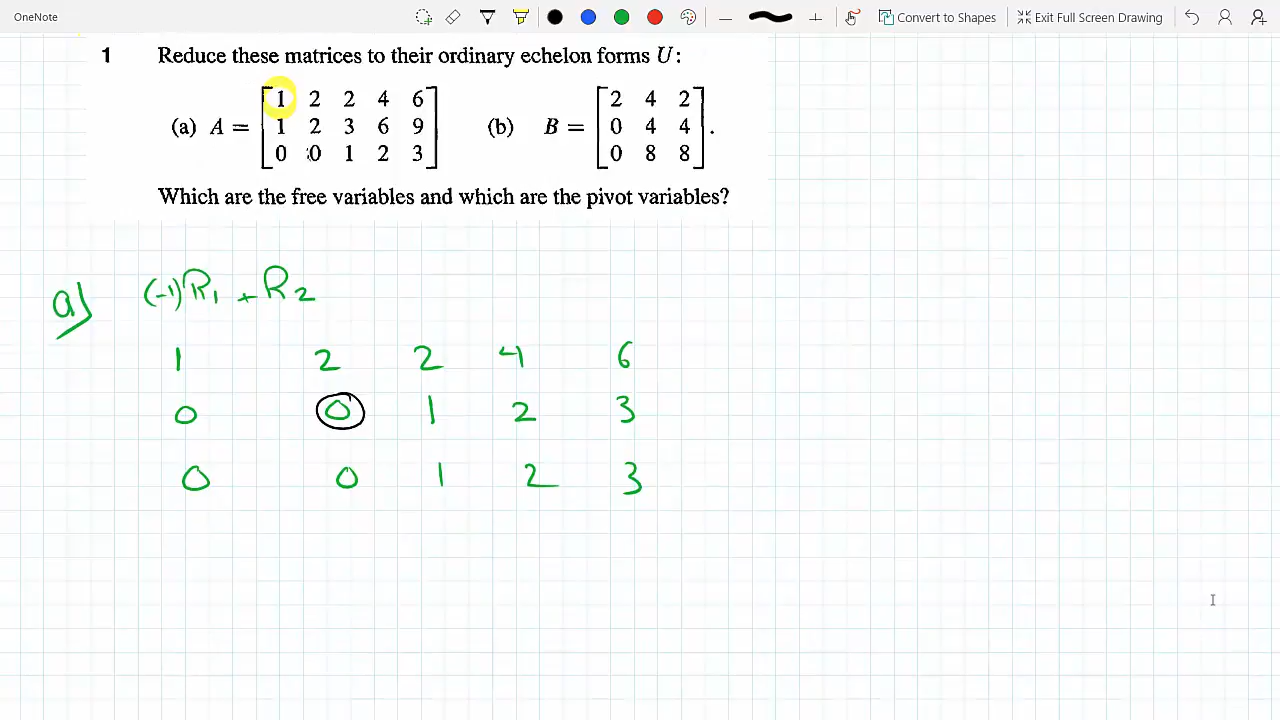 OneNote
Convert to Shapes
Exit Full Screen Drawing
1 Reduce these matrices to their ordinary echelon forms U:
(a) A = [1 2 2 4 6
1 2 3 6 9
0 0 1 2 3]
(b) B = [2 4 2
0 4 4
0 8 8].
Which are the free variables and which are the pivot variables?
a) (-1)R1 + R2
1 2 2 4 6
0 0 1 2 3
0 0 1 2 3